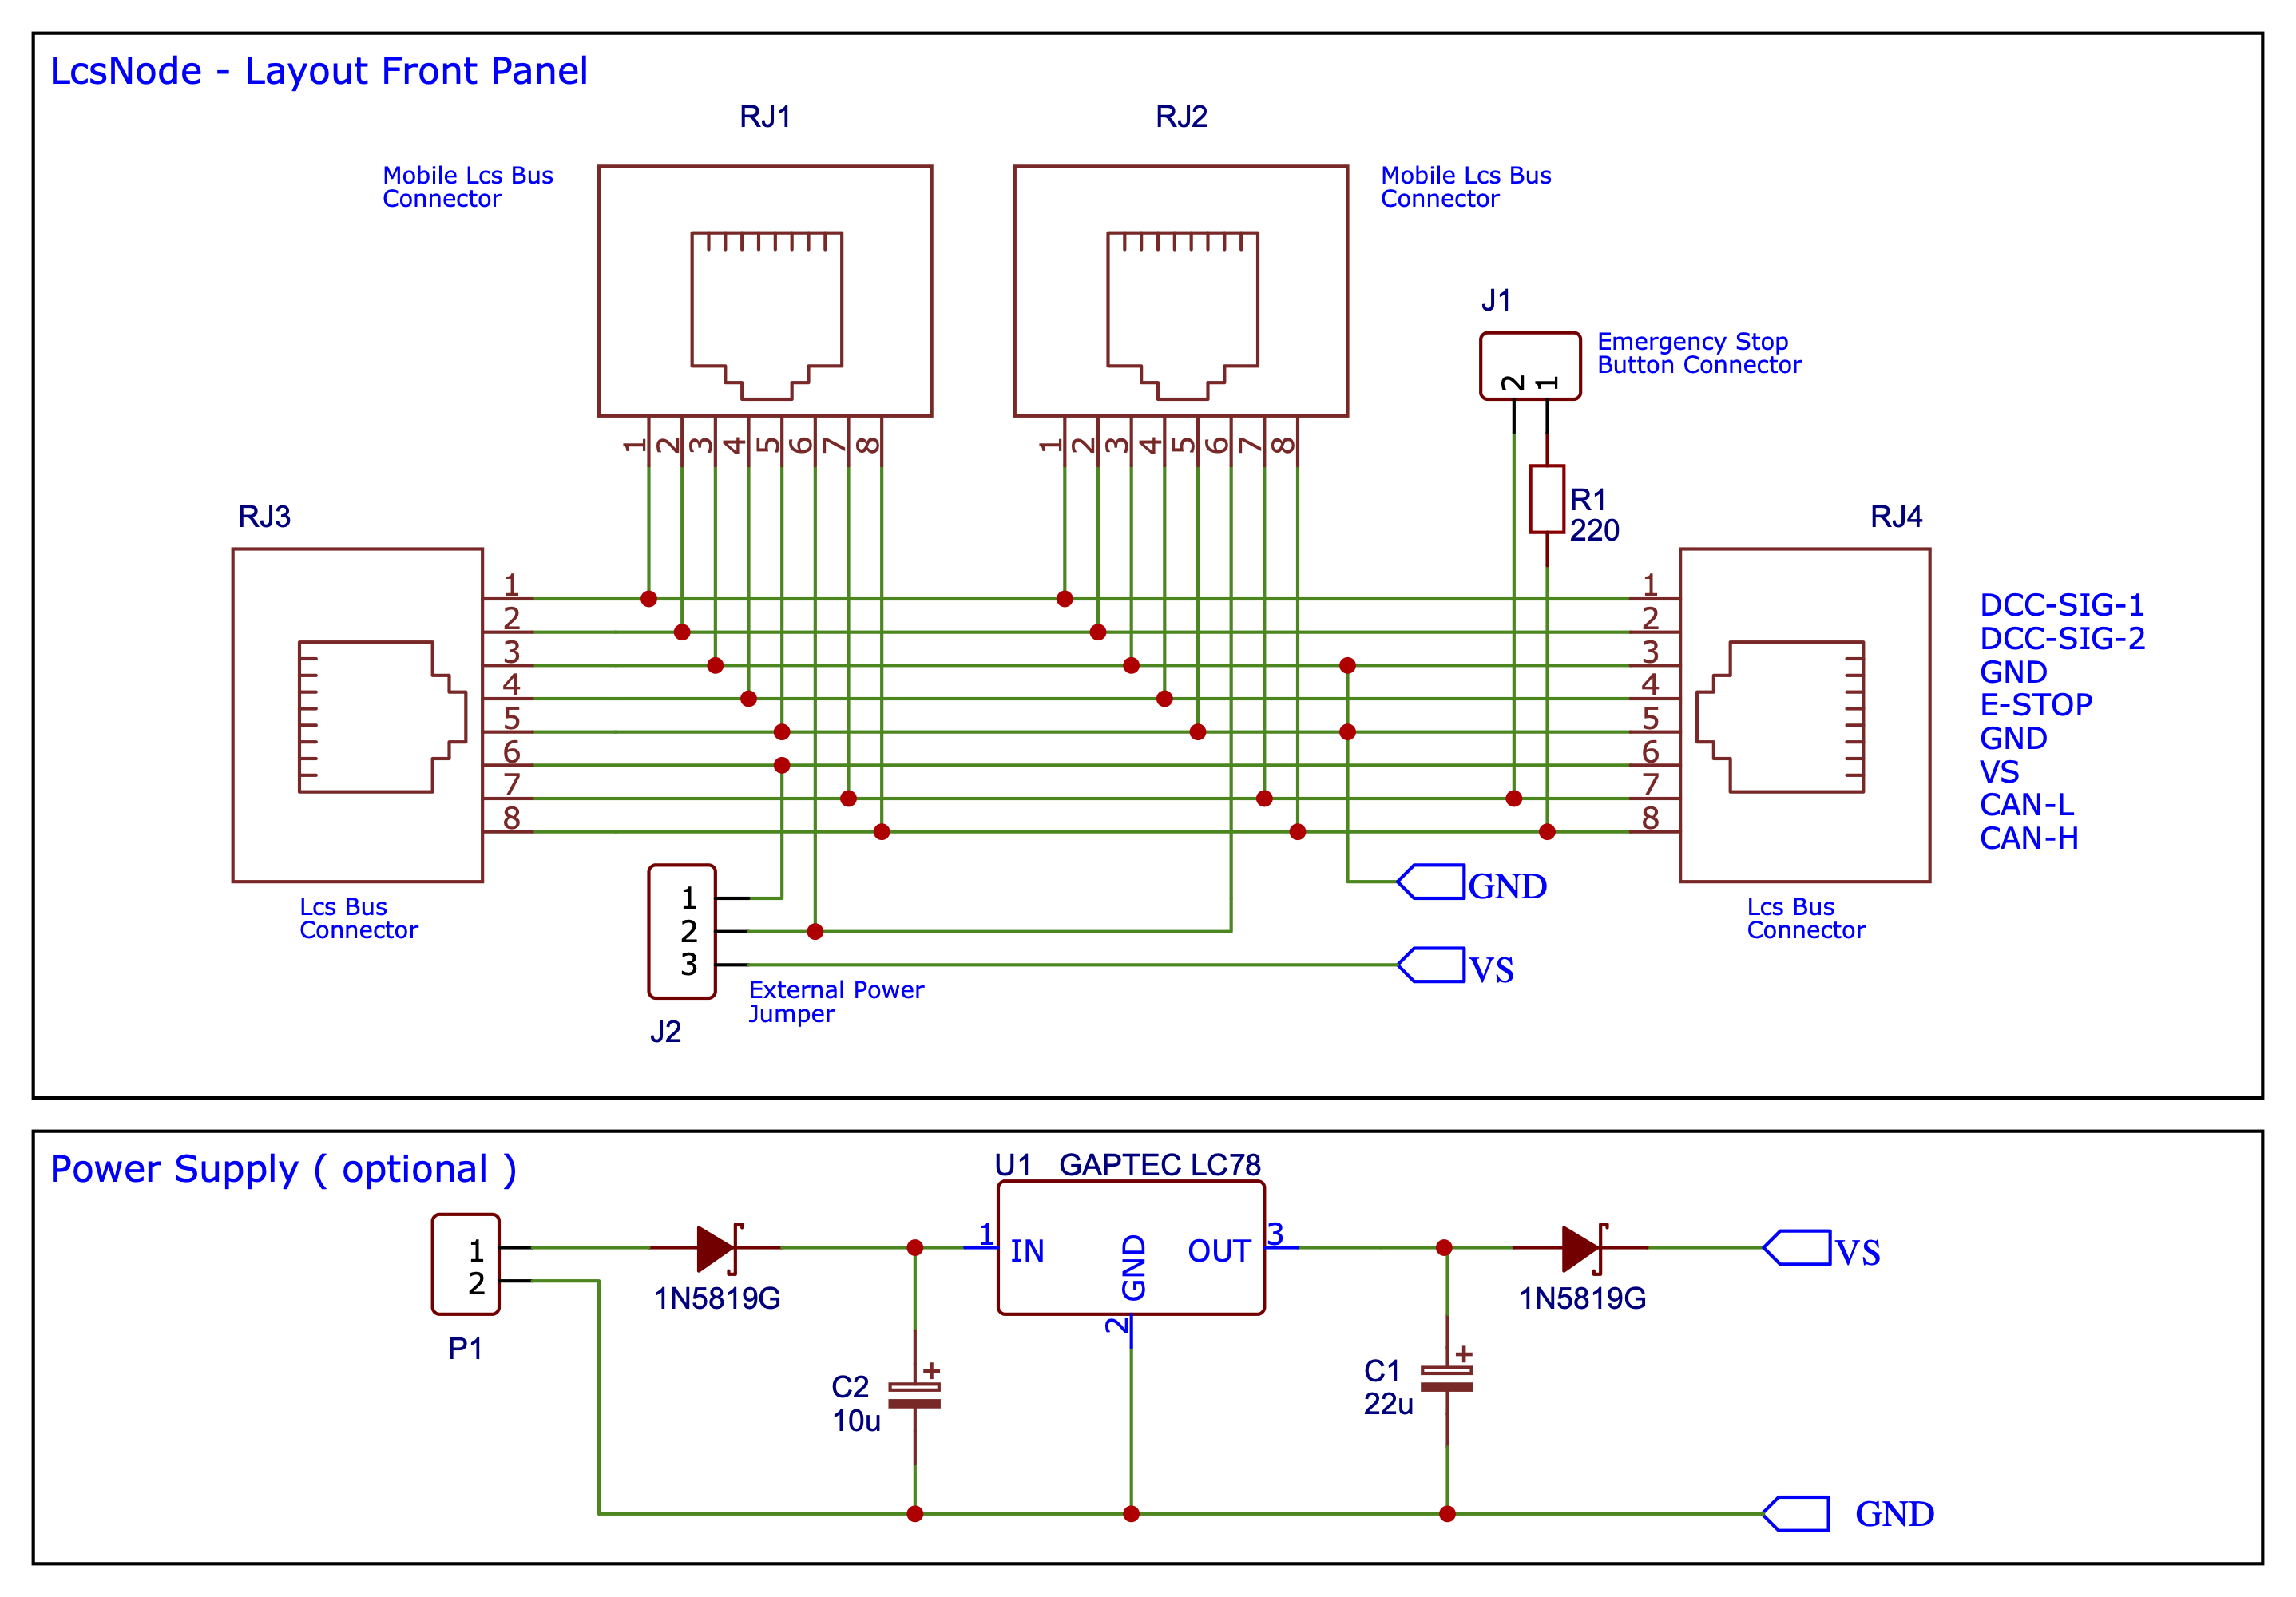 LcsNode - Layout Front Panel
RJ1
RJ2
Mobile Lcs Bus
Connector
Mobile Lcs Bus
Connector
J1
Emergency Stop
Button Connector
2 1
1 2 3 4 5 6 7 8
1 2 3 4 5 6 7 8
R1
220
RJ3
RJ4
1
2
3
4
5
6
7
8
1
2
3
4
5
6
7
8
DCC-SIG-1
DCC-SIG-2
GND
E-STOP
GND
VS
CAN-L
CAN-H
Lcs Bus
Connector
Lcs Bus
Connector
1
2
3
GND
VS
External Power
Jumper
J2
Power Supply ( optional )
U1 GAPTEC LC78
1
2
P1
1N5819G
1 IN
GND
OUT 3
2
1N5819G
VS
C2
10u
+
C1
22u
+
GND